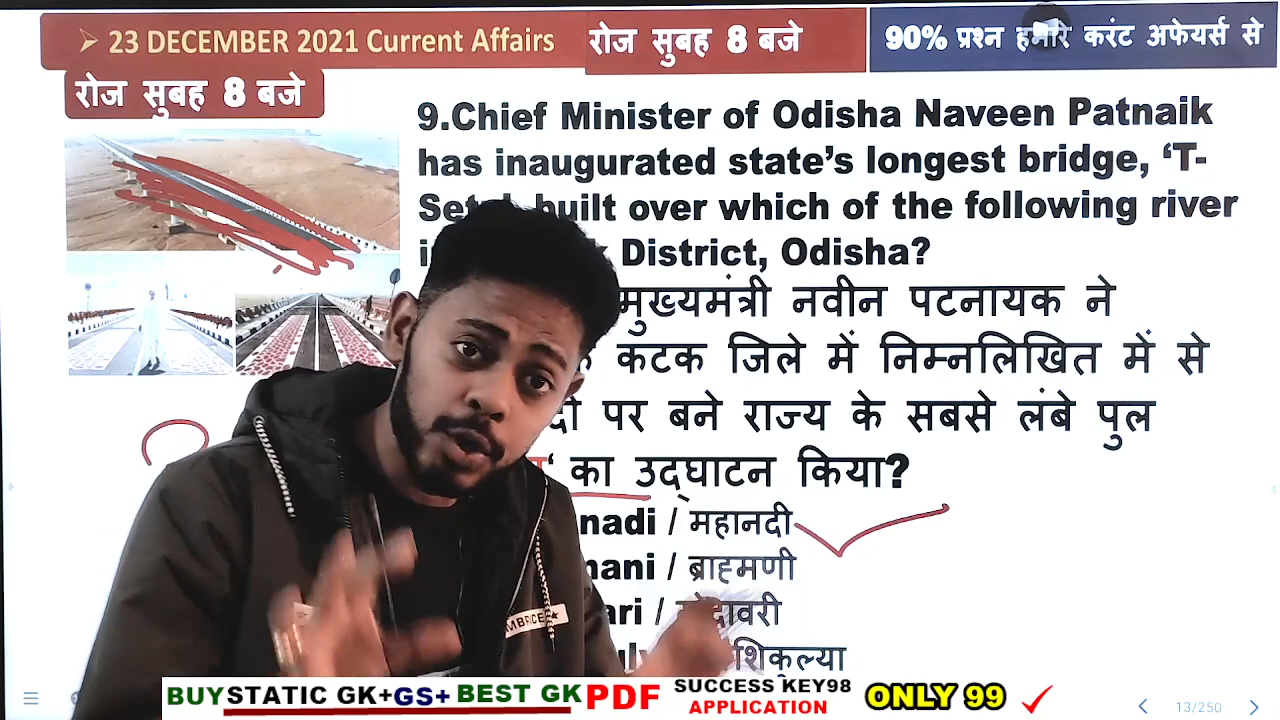 ➢ 23 DECEMBER 2021 Current Affairs
रोज सुबह 8 बजे
90% प्रश्न हमारे करंट अफेयर्स से
रोज सुबह 8 बजे
9.Chief Minister of Odisha Naveen Patnaik
has inaugurated state's longest bridge, 'T-
built over which of the following river
District, Odisha?
मुख्यमंत्री नवीन पटनायक ने
कटक जिले में निम्नलिखित में से
पर बने राज्य के सबसे लंबे पुल
का उद्घाटन किया?
nadi / महानदी
mani / ब्राह्मणी
ari / गोदावरी
BUY STATIC GK+GS+ BEST GK PDF SUCCESS KEY98 APPLICATION ONLY 99
13/250